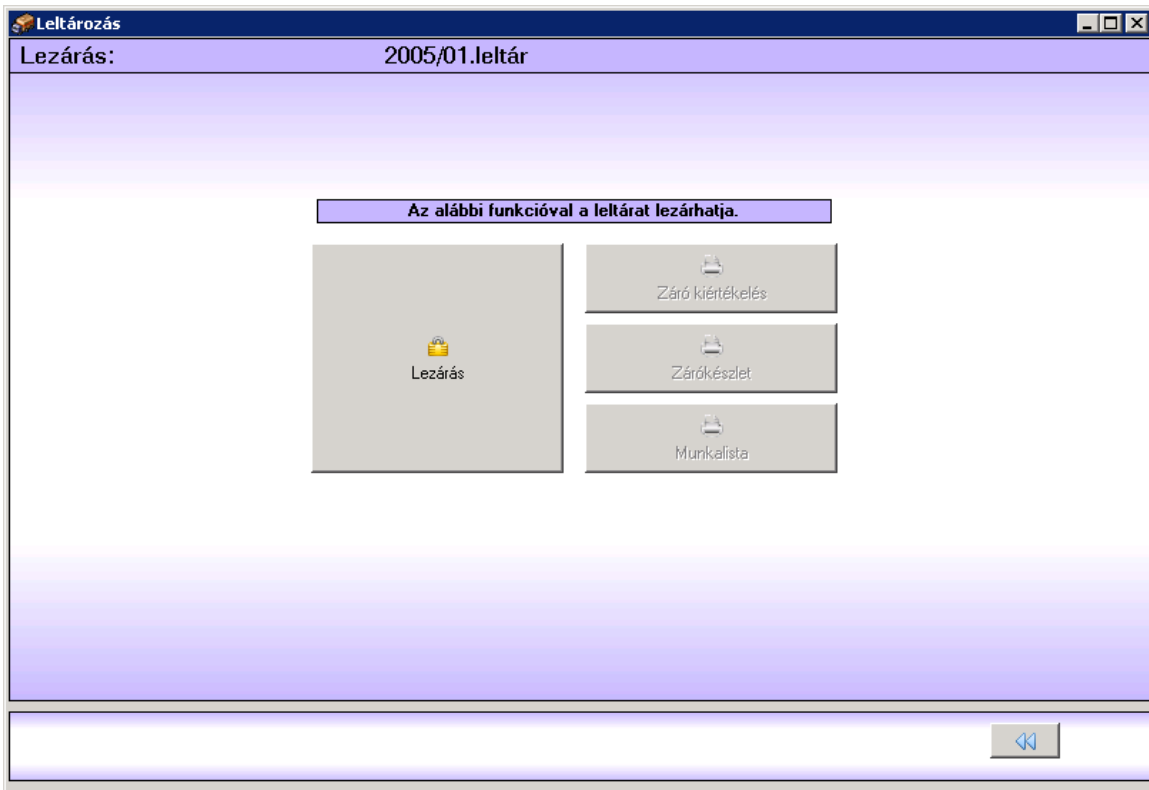 Leltározás
Lezárás: 2005/01.leltár
Az alábbi funkcióval a leltárat lezárhatja.
Lezárás
Záró kiértékelés
Zárókészlet
Munkalista